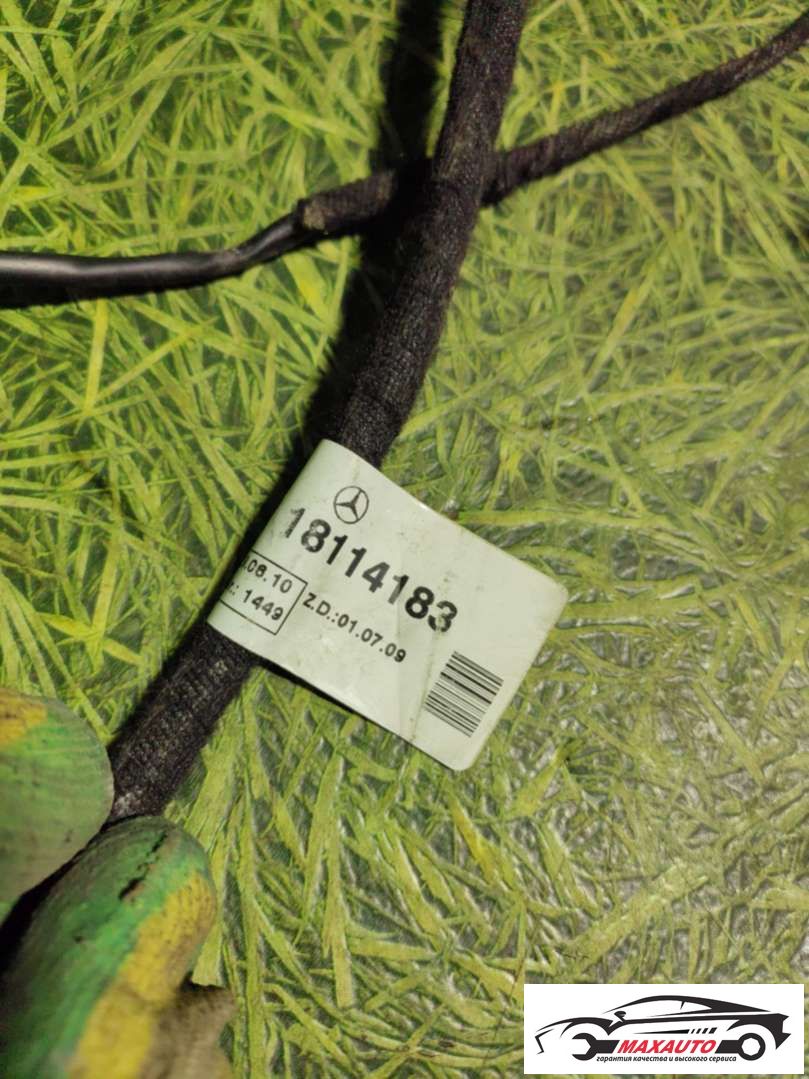 18114183
.08.10
.: 1449
Z.D.:01.07.09
MAXAUTO
гарантия качества и высокого сервиса